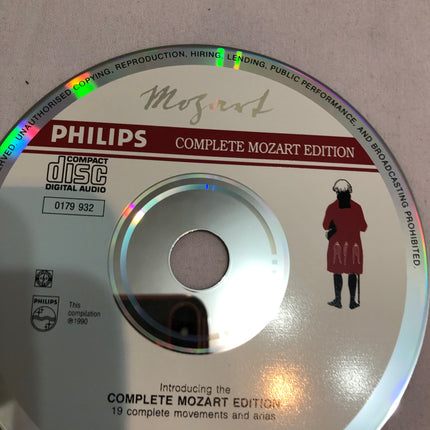 RVED. UNAUTHORISED COPYING, REPRODUCTION, HIRING, LENDING, PUBLIC PERFORMANCE, AND BROADCASTING PROHIBITED.
Mozart
PHILIPS COMPLETE MOZART EDITION
COMPACT
disc
DIGITAL AUDIO
0179 932
PHILIPS
This
compilation
℗1990
Introducing the
COMPLETE MOZART EDITION
19 complete movements and arias